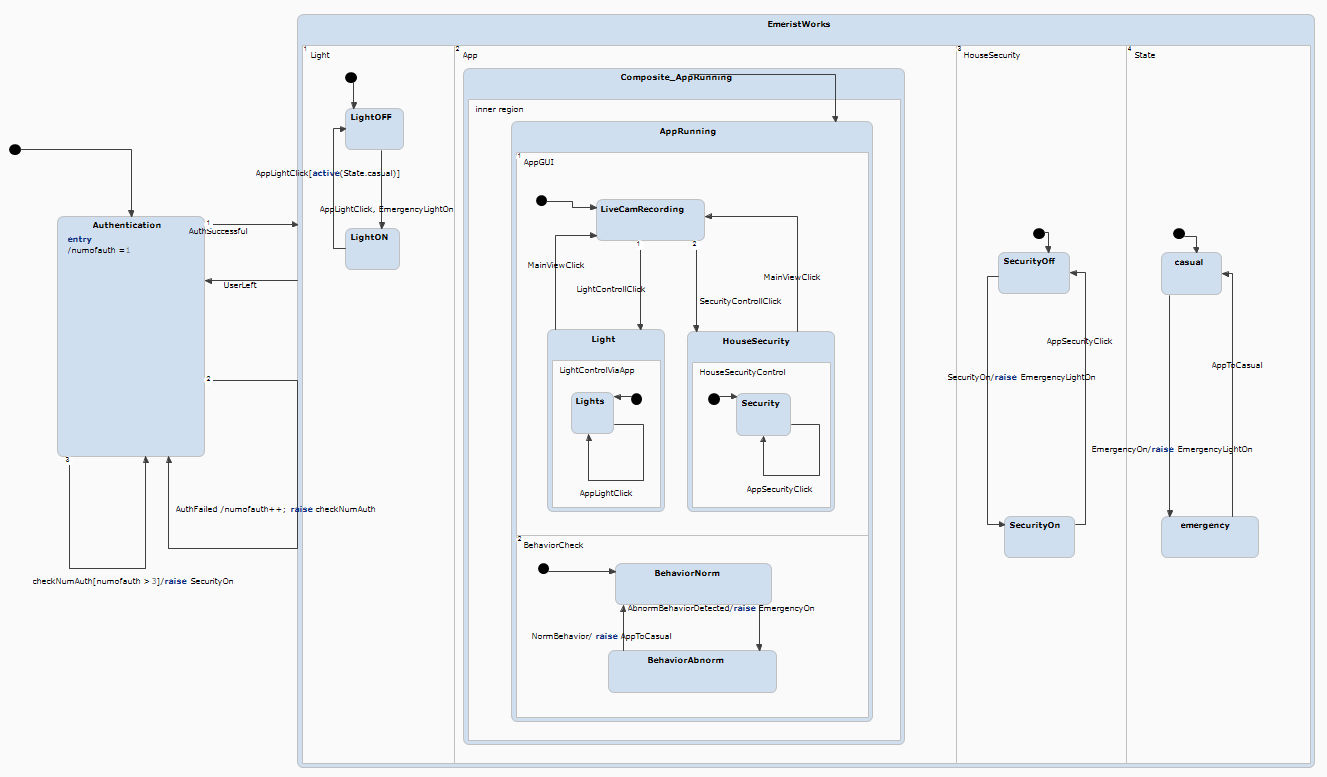 EmeristWorks
1
Light
2
App
3
HouseSecurity
4
State
Composite_AppRunning
inner region
LightOFF
AppRunning
1
AppGUI
AppLightClick[active(State.casual)]
AppLightClick, EmergencyLightOn
LightON
LiveCamRecording
1
2
Authentication
entry
/numofauth =1
1
AuthSuccessful
UserLeft
2
3
MainViewClick
LightControllClick
MainViewClick
SecurityControllClick
SecurityOff
casual
Light
HouseSecurity
LightControlViaApp
HouseSecurityControl
Lights
Security
AppLightClick
AppSecurityClick
AppSecurityClick
SecurityOn/raise EmergencyLightOn
AppToCasual
EmergencyOn/raise EmergencyLightOn
SecurityOn
emergency
AuthFailed /numofauth++; raise checkNumAuth
checkNumAuth[numofauth > 3]/raise SecurityOn
2
BehaviorCheck
BehaviorNorm
AbnormBehaviorDetected/raise EmergencyOn
NormBehavior/ raise AppToCasual
BehaviorAbnorm